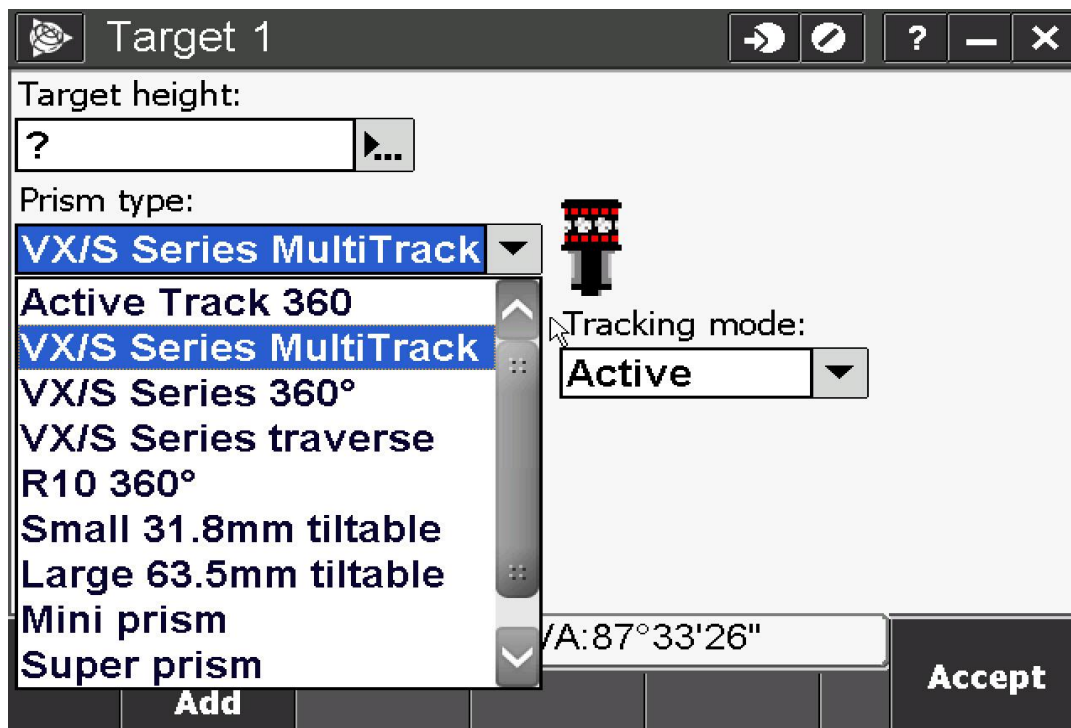 Target 1
?
Target height:
?
...
Prism type:
VX/S Series MultiTrack
Active Track 360
VX/S Series MultiTrack
VX/S Series 360°
VX/S Series traverse
R10 360°
Small 31.8mm tiltable
Large 63.5mm tiltable
Mini prism
Super prism
Tracking mode:
Active
VA:87°33'26"
Add
Accept